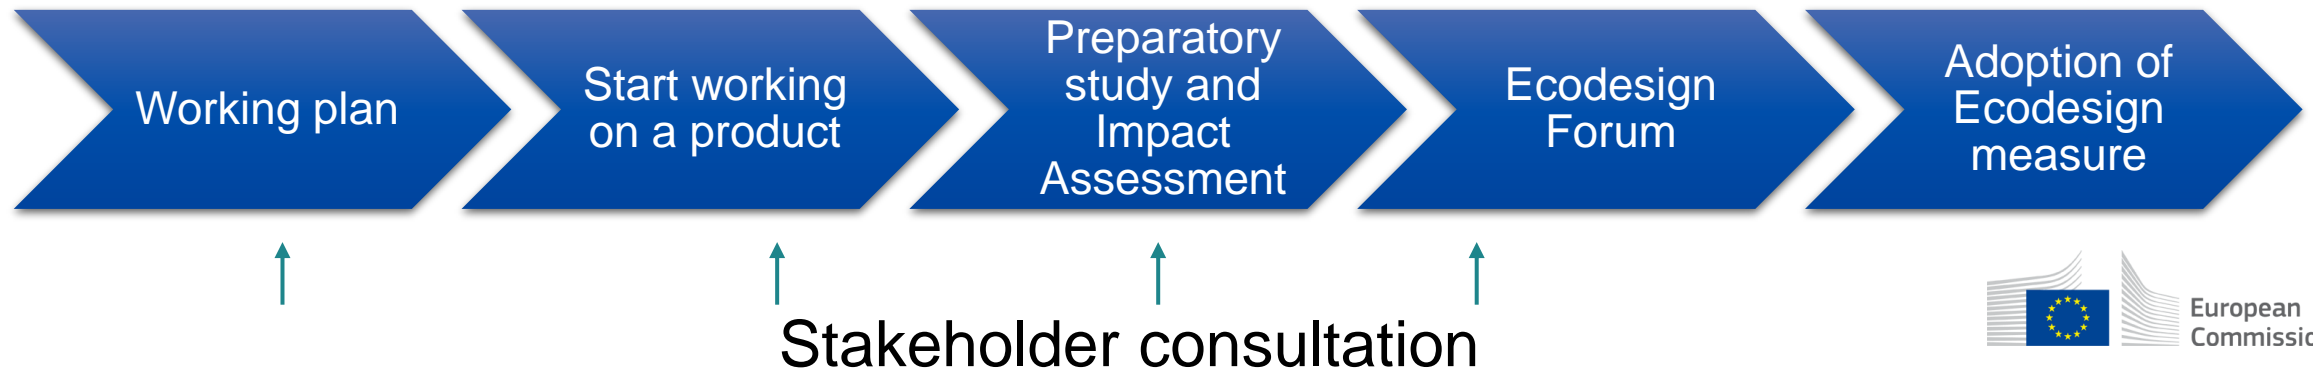 Working plan
Start working
on a product
Preparatory
study and
Impact
Assessment
Ecodesign
Forum
Adoption of
Ecodesign
measure
Stakeholder consultation
European
Commissio